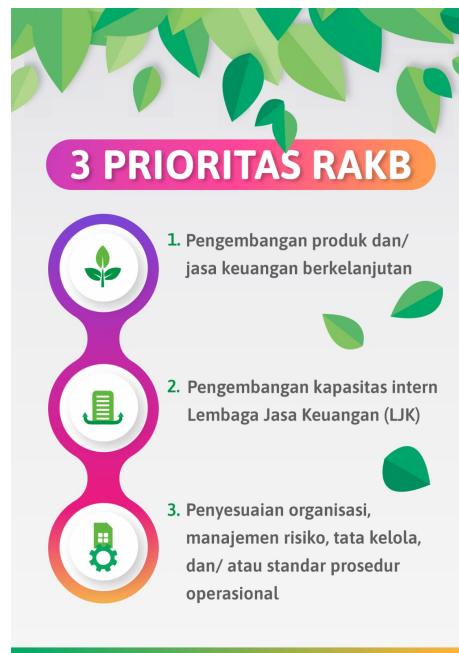 3 PRIORITAS RAKB
1. Pengembangan produk dan/
jasa keuangan berkelanjutan
2. Pengembangan kapasitas intern
Lembaga Jasa Keuangan (LJK)
3. Penyesuaian organisasi,
manajemen risiko, tata kelola,
dan/ atau standar prosedur
operasional